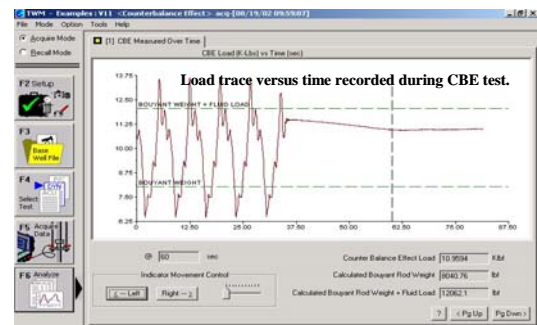 TWM - Examples : V11 <Counterbalance Effect> acq-[08/19/02 09:59:07]
File Mode Option Tools Help
Acquire Mode
Recall Mode
F2 Setup
F3
Base
Well File
F4
Select
Test
F5 Acquire
Data
F6 Analyze
[1] CBE Measured Over Time
CBE Load (K-Lbs) vs Time (sec)
Load trace versus time recorded during CBE test.
13.75
12.50
11.25
10.00
8.75
7.50
6.25
BOUYANT WEIGHT + FLUID LOAD
BOUYANT WEIGHT
0 12.50 25.00 37.50 50.00 62.50 75.00 87.50
@ 60 sec
Indicator Movement Control
< - Left Right - >
Counter Balance Effect Load 10.9594 Klbf
Calculated Bouyant Rod Weight 8040.76 lbf
Calculated Bouyant Rod Weight + Fluid Load 12062.1 lbf
? < Pg Up Pg Dwn >